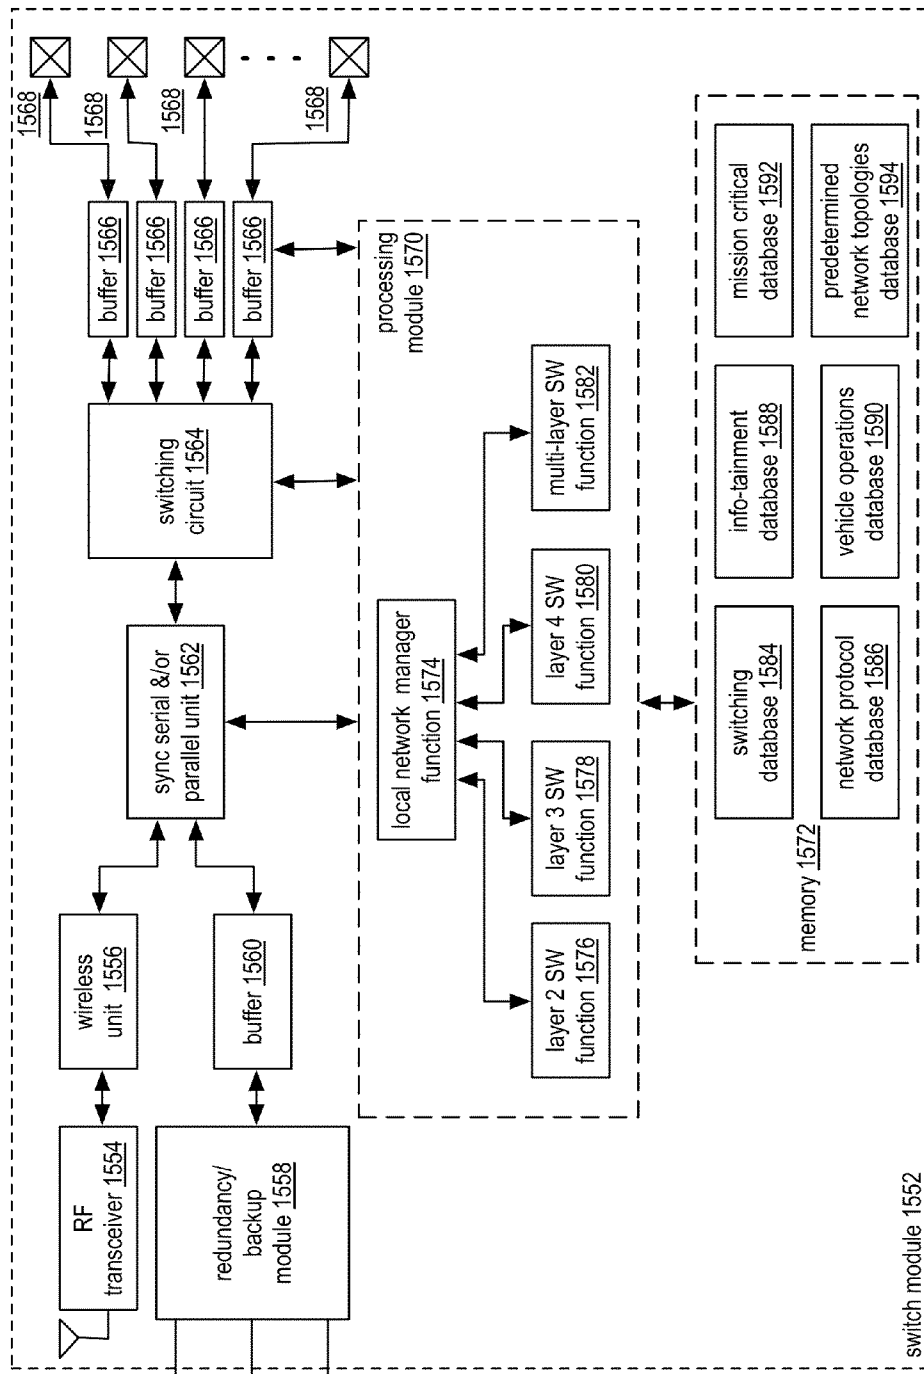 RF
transceiver 1554
wireless
unit 1556
redundancy/
backup
module 1558
buffer 1560
sync serial &/or
parallel unit 1562
switching
circuit 1564
buffer 1566
buffer 1566
buffer 1566
buffer 1566
1568
1568
1568
1568
processing
module 1570
local network manager
function 1574
layer 2 SW
function 1576
layer 3 SW
function 1578
layer 4 SW
function 1580
multi-layer SW
function 1582
memory 1572
switching
database 1584
info-tainment
database 1588
mission critical
database 1592
network protocol
database 1586
vehicle operations
database 1590
predetermined
network topologies
database 1594
switch module 1552